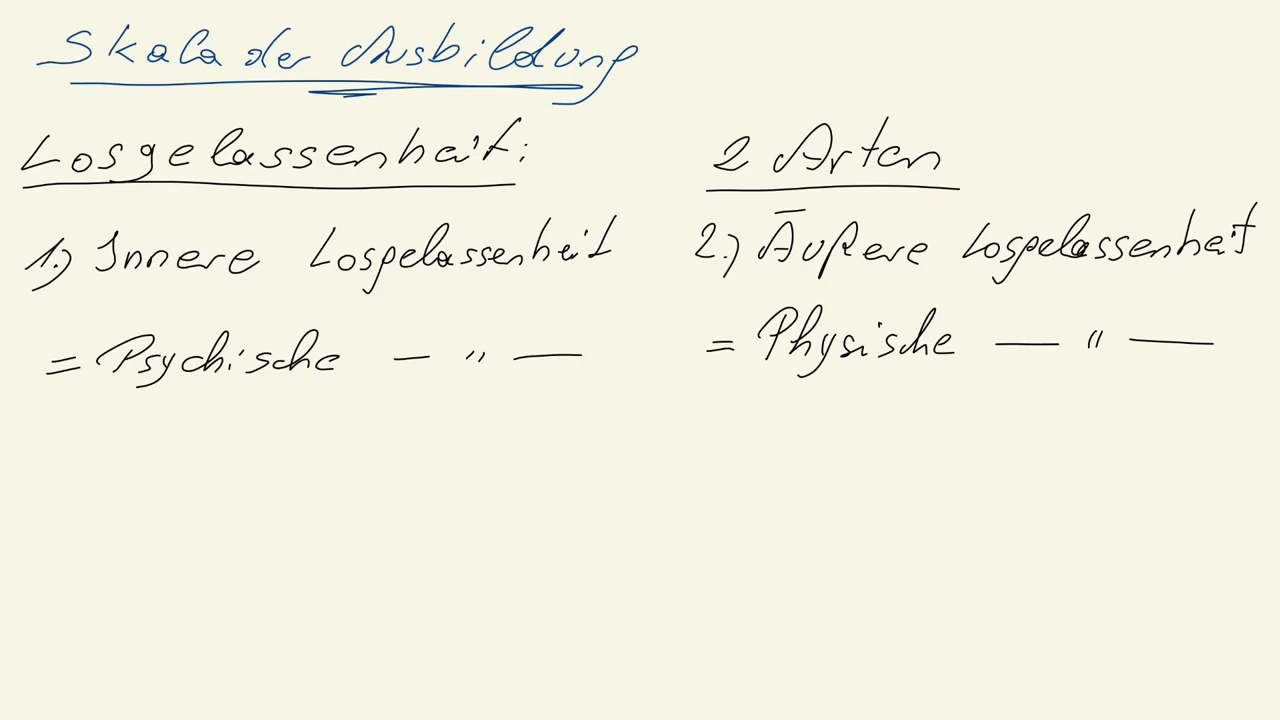 Skala der Ausbildung
Losgelassenheit: 2 Arten
1.) Innere Losgelassenheit 2.) Äußere Losgelassenheit
= Psychische — " — = Physische — " —